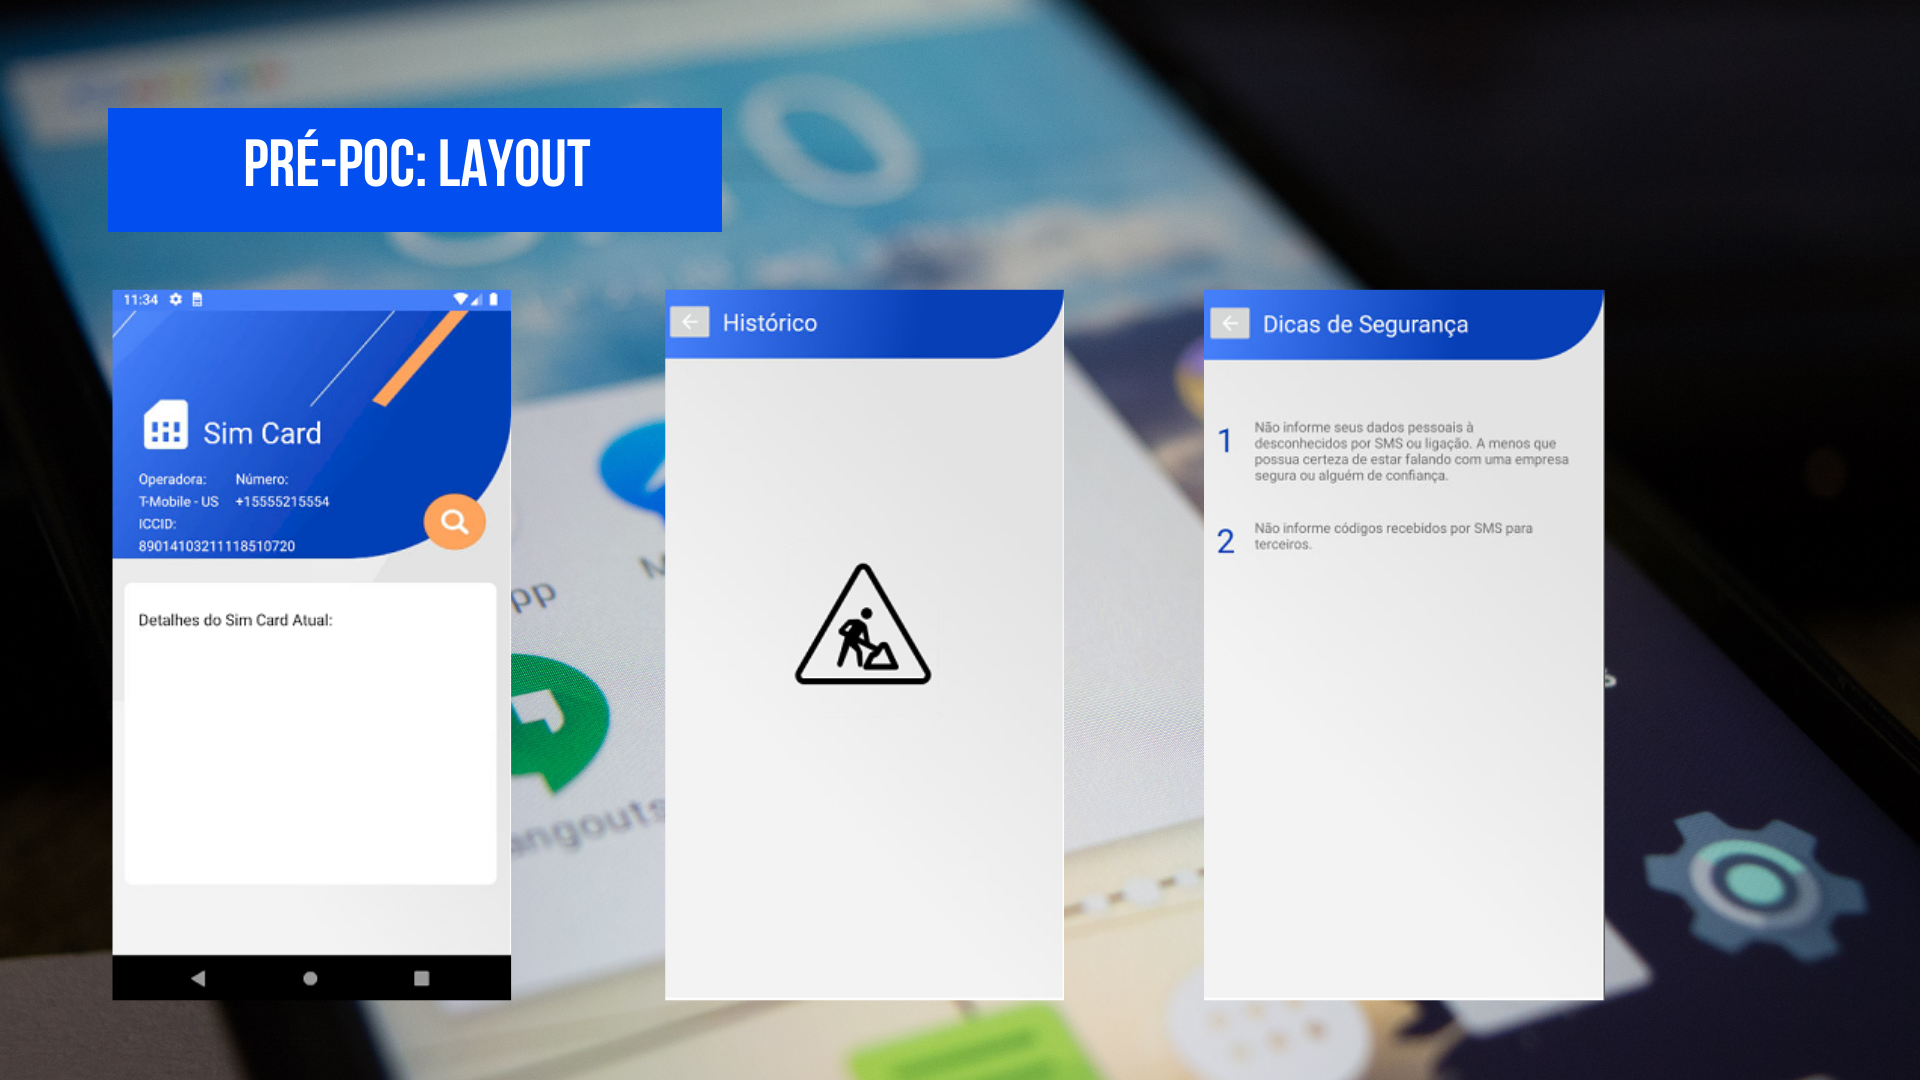 PRÉ-POC: LAYOUT
11:34
Sim Card
Operadora: Número:
T-Mobile - US +15555215554
ICCID:
89014103211118510720
Detalhes do Sim Card Atual:
Histórico
Dicas de Segurança
1
Não informe seus dados pessoais à
desconhecidos por SMS ou ligação. A menos que
possua certeza de estar falando com uma empresa
segura ou alguém de confiança.
2
Não informe códigos recebidos por SMS para
terceiros.